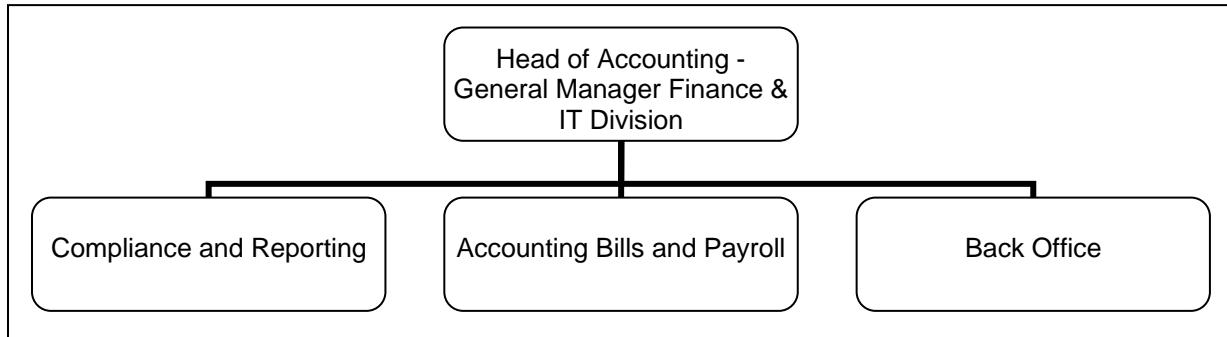 Head of Accounting -
General Manager Finance &
IT Division
Compliance and Reporting
Accounting Bills and Payroll
Back Office